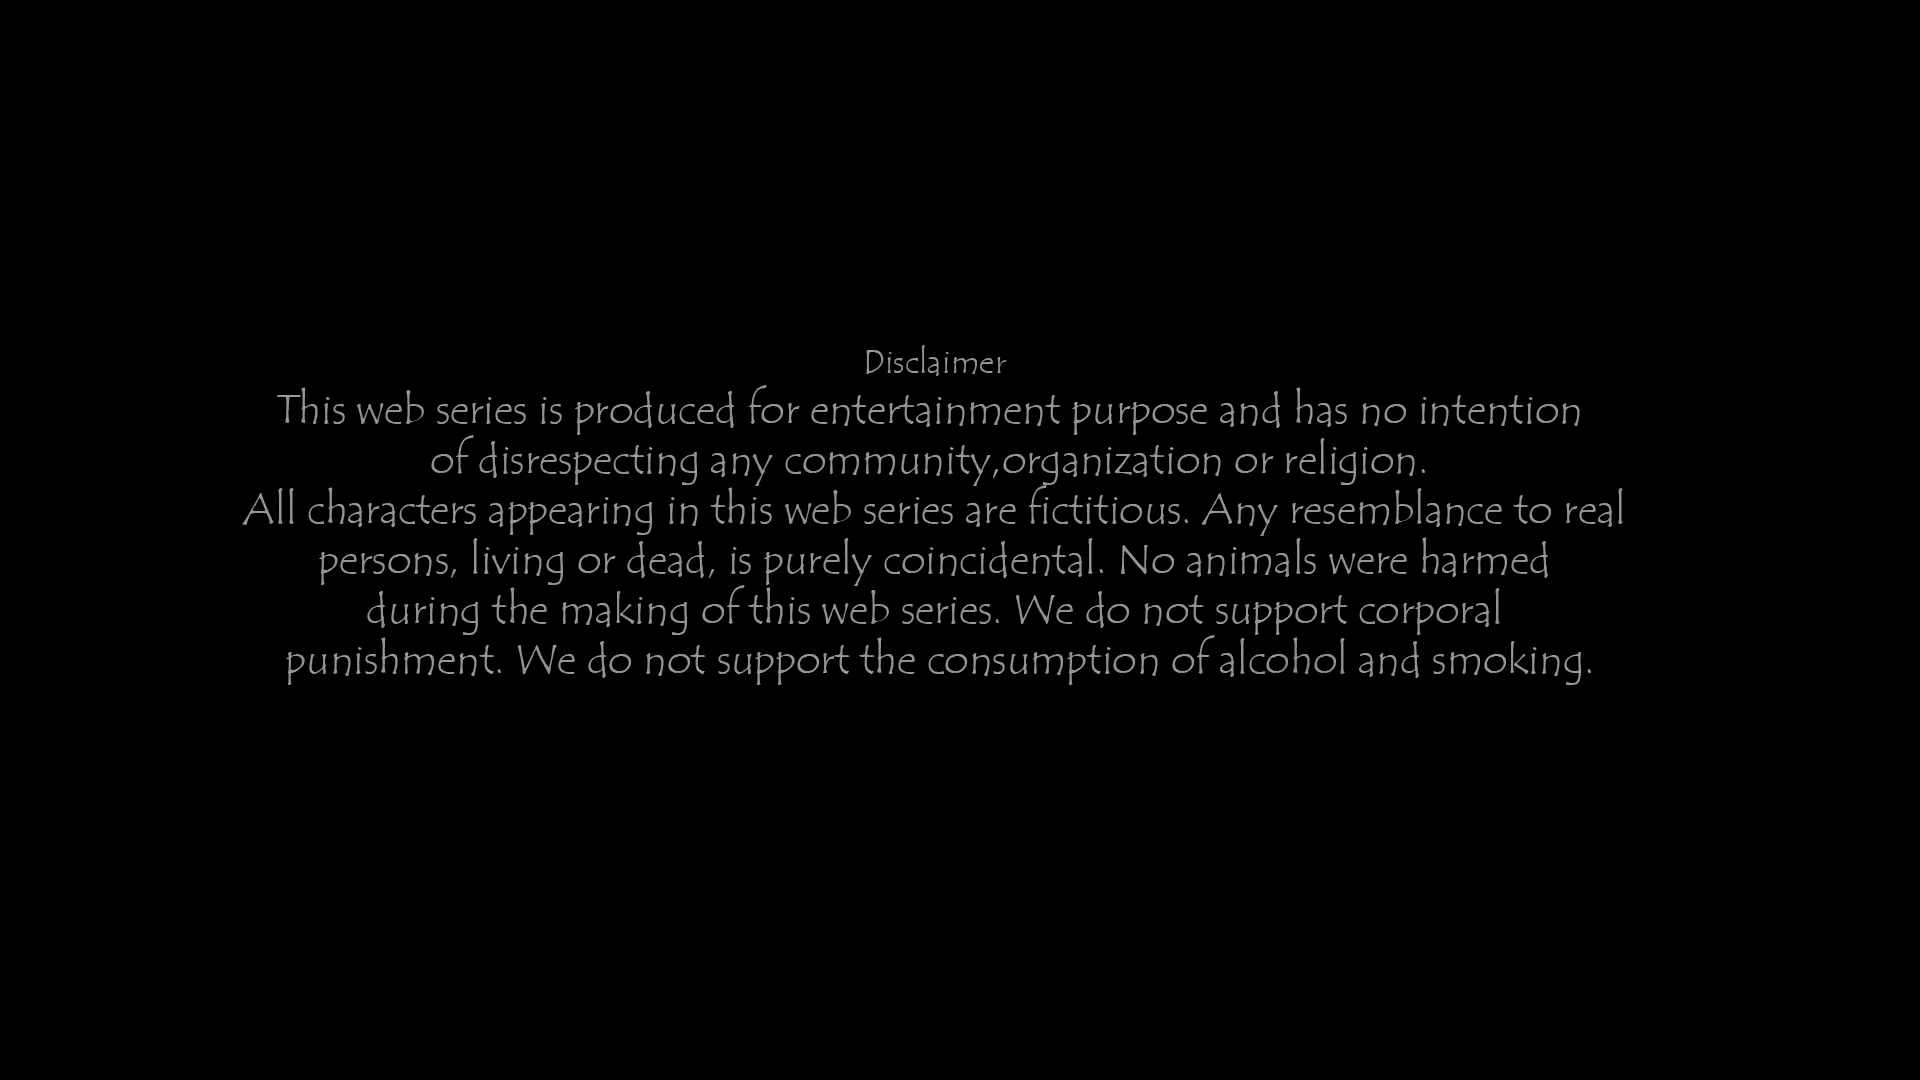 Disclaimer
This web series is produced for entertainment purpose and has no intention
of disrespecting any community,organization or religion.
All characters appearing in this web series are fictitious. Any resemblance to real
persons, living or dead, is purely coincidental. No animals were harmed
during the making of this web series. We do not support corporal
punishment. We do not support the consumption of alcohol and smoking.